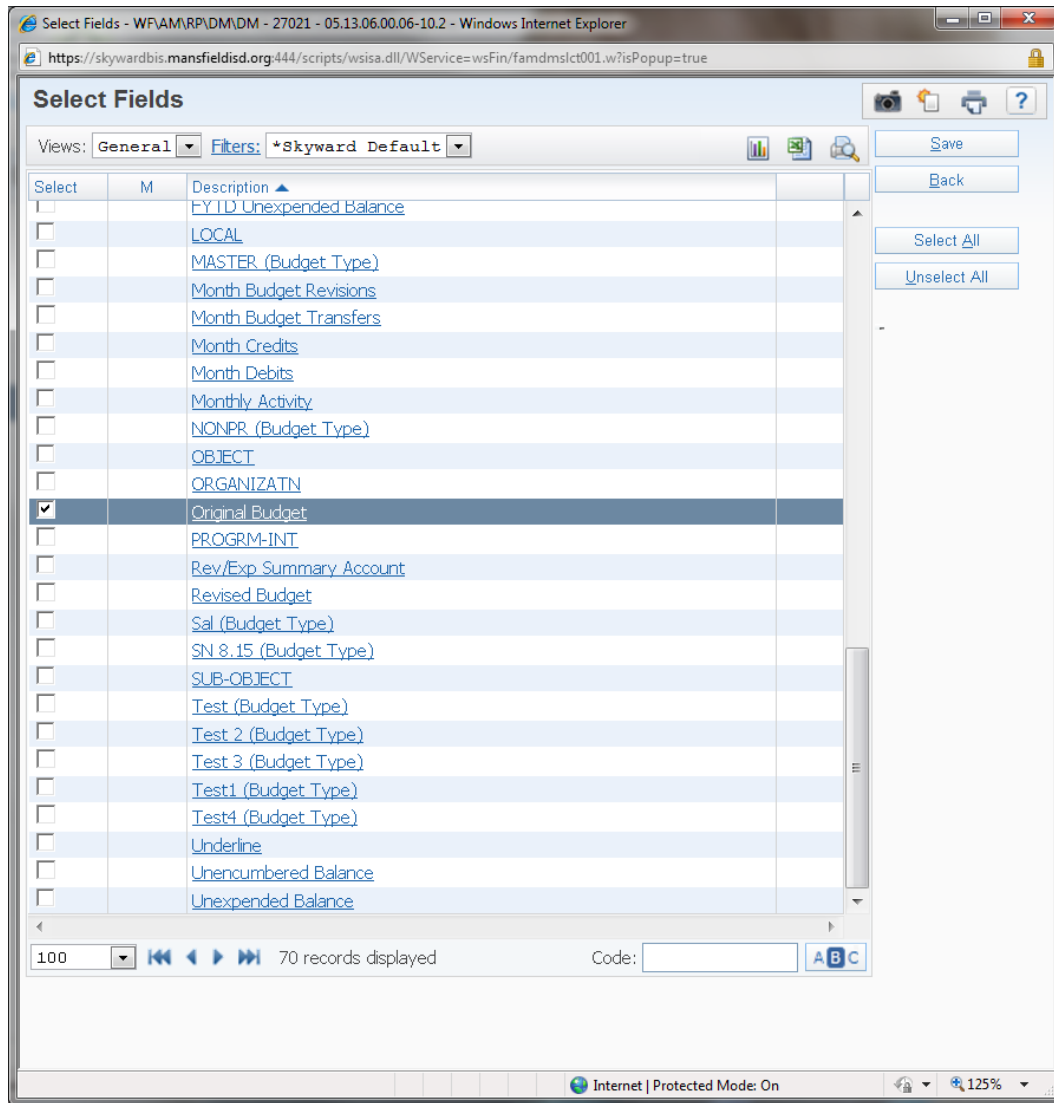 Select Fields - WF\AM\RP\DM\DM - 27021 - 05.13.06.00.06-10.2 - Windows Internet Explorer
https://skywardbis.mansfieldisd.org:444/scripts/wsisa.dll/WService=wsFin/famdmslct001.w?isPopup=true
Select Fields
?
Views: General Filters: *Skyward Default
Save
Select M Description
Back
FYTD Unexpended Balance
LOCAL
Select All
MASTER (Budget Type)
Unselect All
Month Budget Revisions
Month Budget Transfers
-
Month Credits
Month Debits
Monthly Activity
NONPR (Budget Type)
OBJECT
ORGANIZATN
Original Budget
PROGRM-INT
Rev/Exp Summary Account
Revised Budget
Sal (Budget Type)
SN 8.15 (Budget Type)
SUB-OBJECT
Test (Budget Type)
Test 2 (Budget Type)
Test 3 (Budget Type)
Test1 (Budget Type)
Test4 (Budget Type)
Underline
Unencumbered Balance
Unexpended Balance
100 70 records displayed Code: A B C
Internet | Protected Mode: On 125%